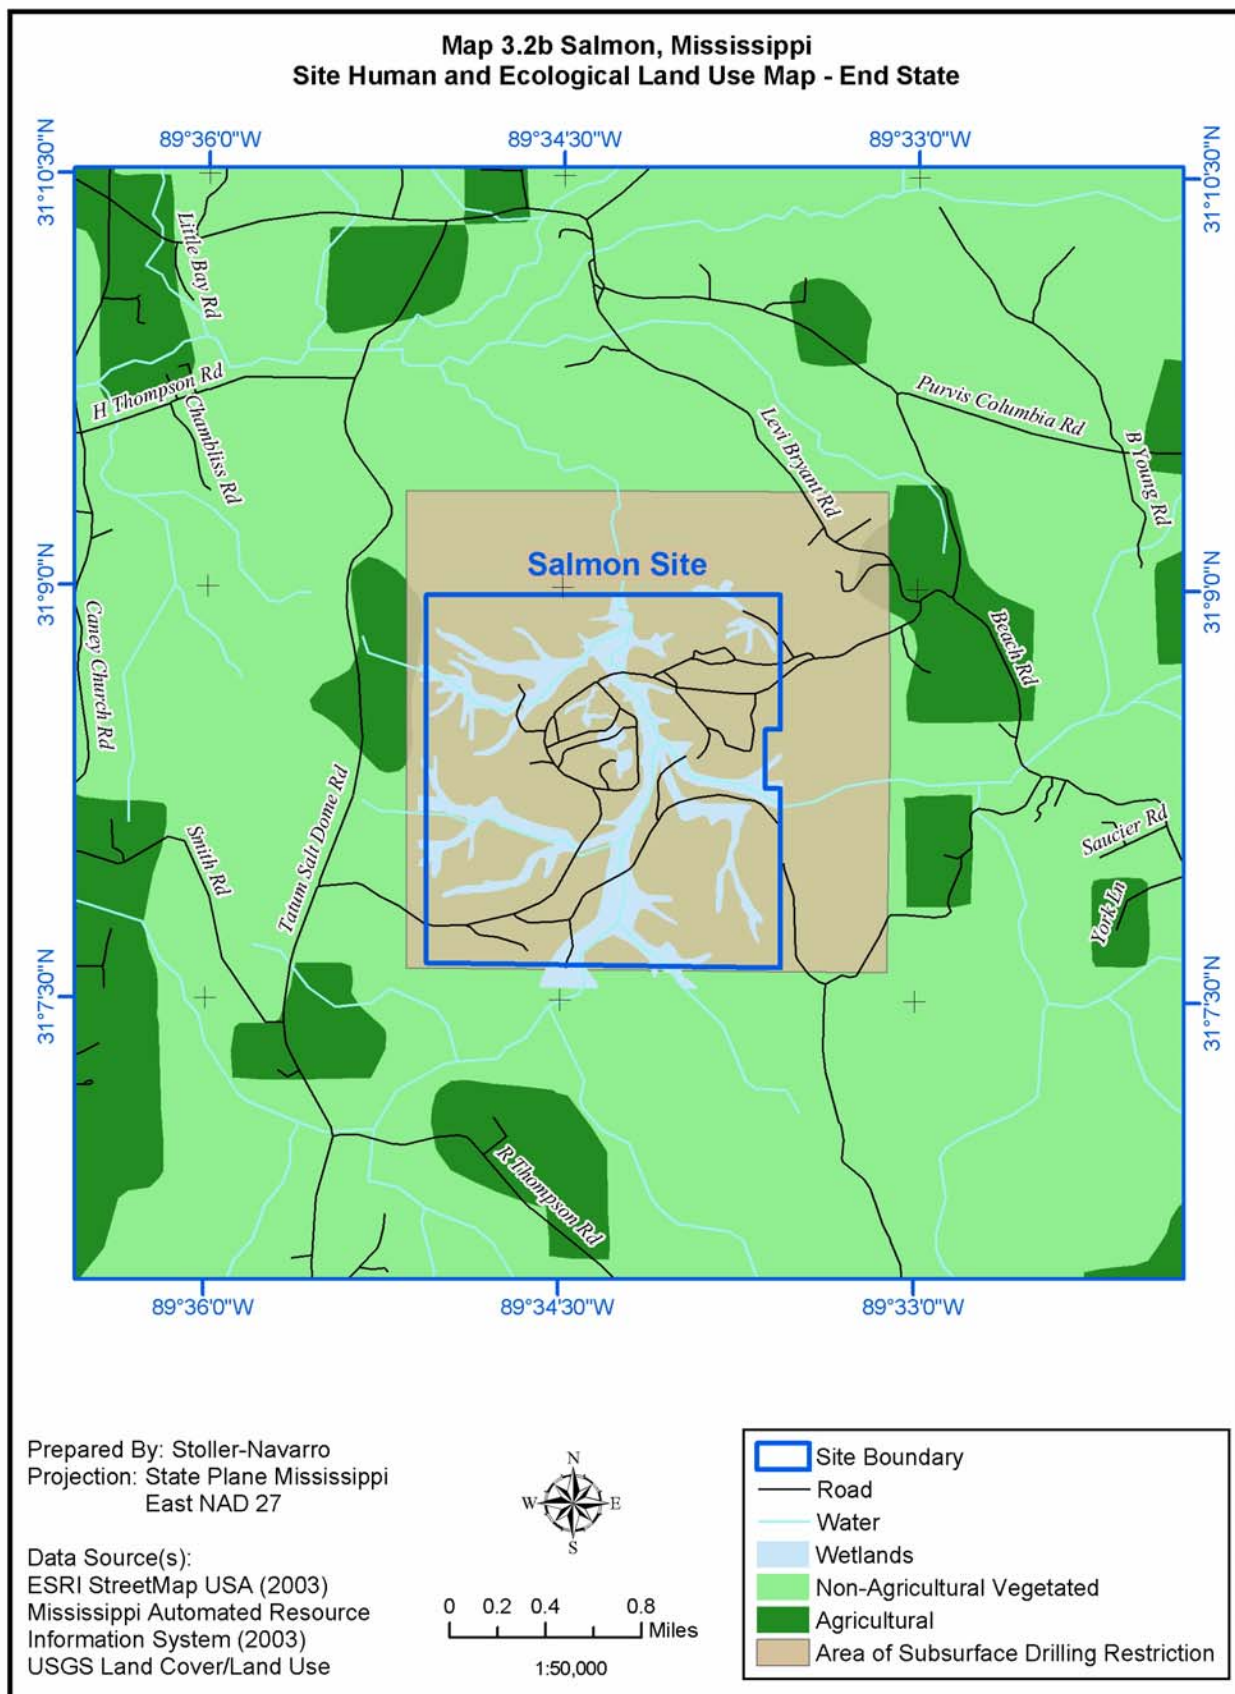 Map 3.2b Salmon, Mississippi
Site Human and Ecological Land Use Map - End State
89°36'0"W
89°34'30"W
89°33'0"W
31°10'30"N
31°10'30"N
Little Bay Rd
H Thompson Rd
Chambliss Rd
Purvis Columbia Rd
Levi Bryant Rd
B Young Rd
Salmon Site
31°9'0"N
31°9'0"N
Caney Church Rd
Beach Rd
Tatum Salt Dome Rd
Smith Rd
Saucier Rd
York Ln
31°7'30"N
31°7'30"N
R Thompson Rd
89°36'0"W
89°34'30"W
89°33'0"W
Prepared By: Stoller-Navarro
Projection: State Plane Mississippi
East NAD 27
Data Source(s):
ESRI StreetMap USA (2003)
Mississippi Automated Resource
Information System (2003)
USGS Land Cover/Land Use
N
W E
S
0 0.2 0.4 0.8
Miles
1:50,000
Site Boundary
Road
Water
Wetlands
Non-Agricultural Vegetated
Agricultural
Area of Subsurface Drilling Restriction